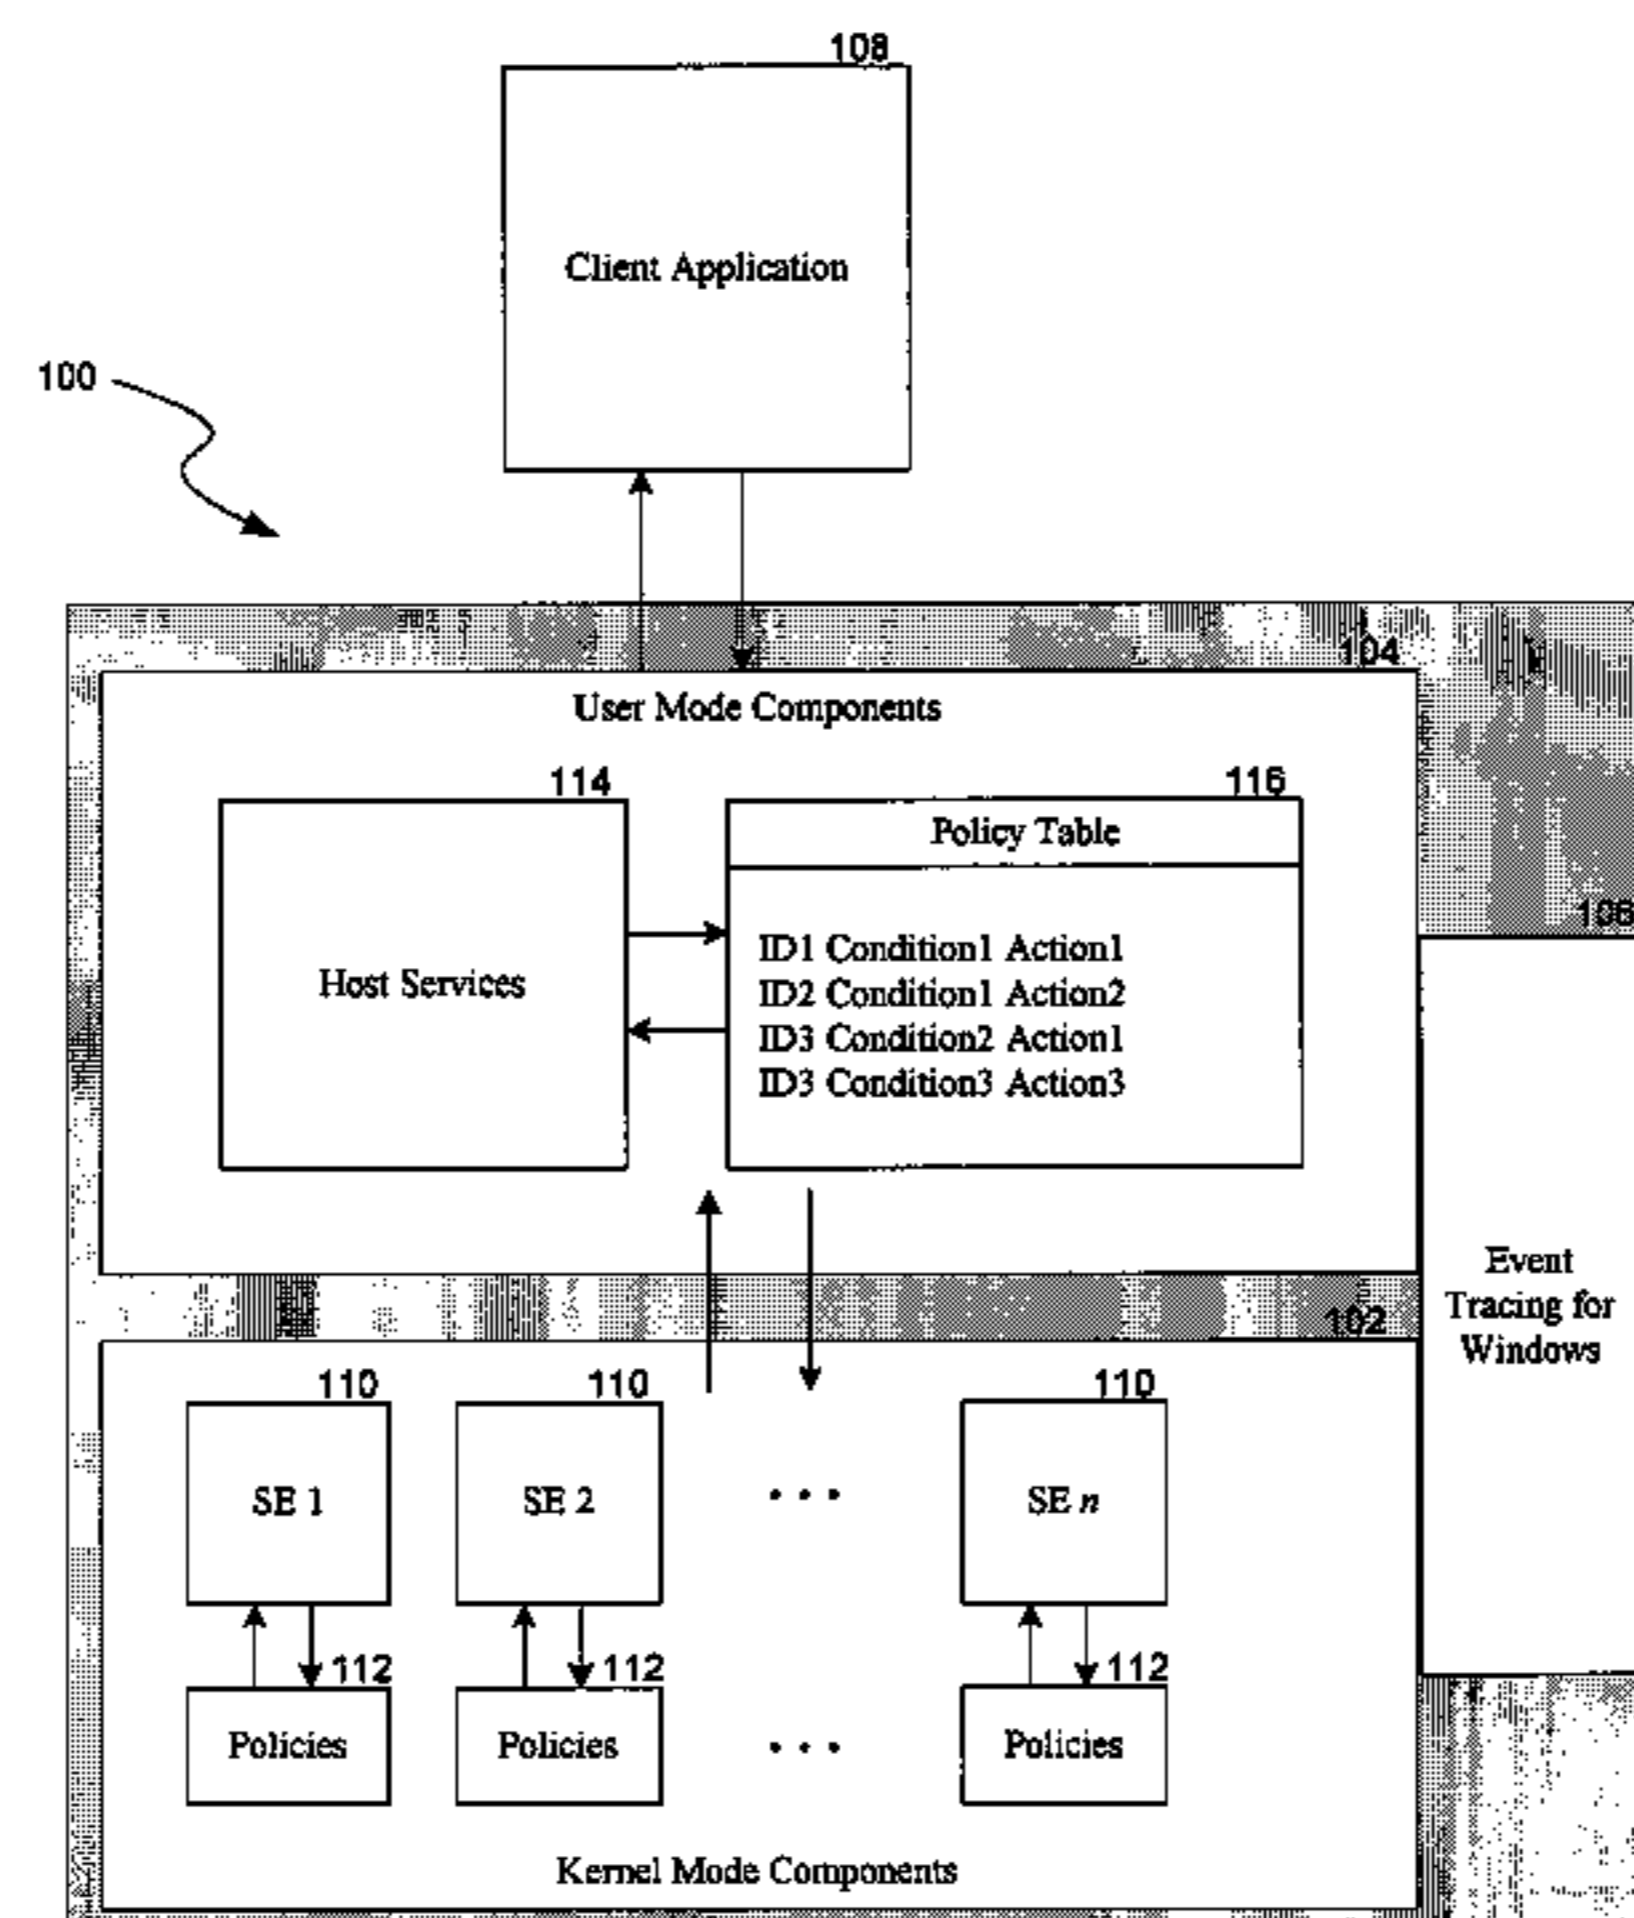 108
Client Application
100
104
User Mode Components
114
116
Policy Table
Host Services
ID1 Condition1 Action1
ID2 Condition1 Action2
ID3 Condition2 Action1
ID3 Condition3 Action3
106
Event
Tracing for
Windows
102
110
110
110
SE 1
SE 2
• • •
SE n
112
112
112
Policies
Policies
• • •
Policies
Kernel Mode Components